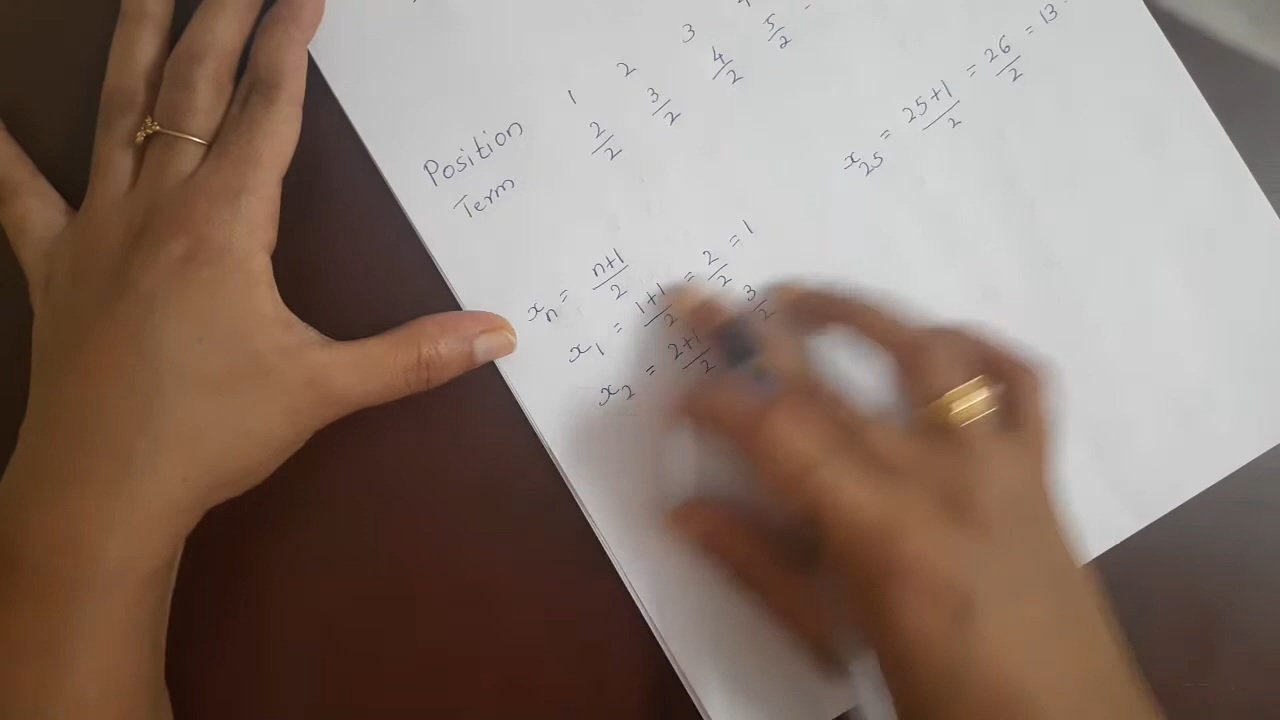 Position 1 2 3
Term 2/2 3/2 4/2 5/2
xₙ = n+1/2
x₁ = 1+1/2 = 2/2 = 1
x₂ = 2+1/2 3/2
x₂₅ = 25+1/2 = 26/2 = 13